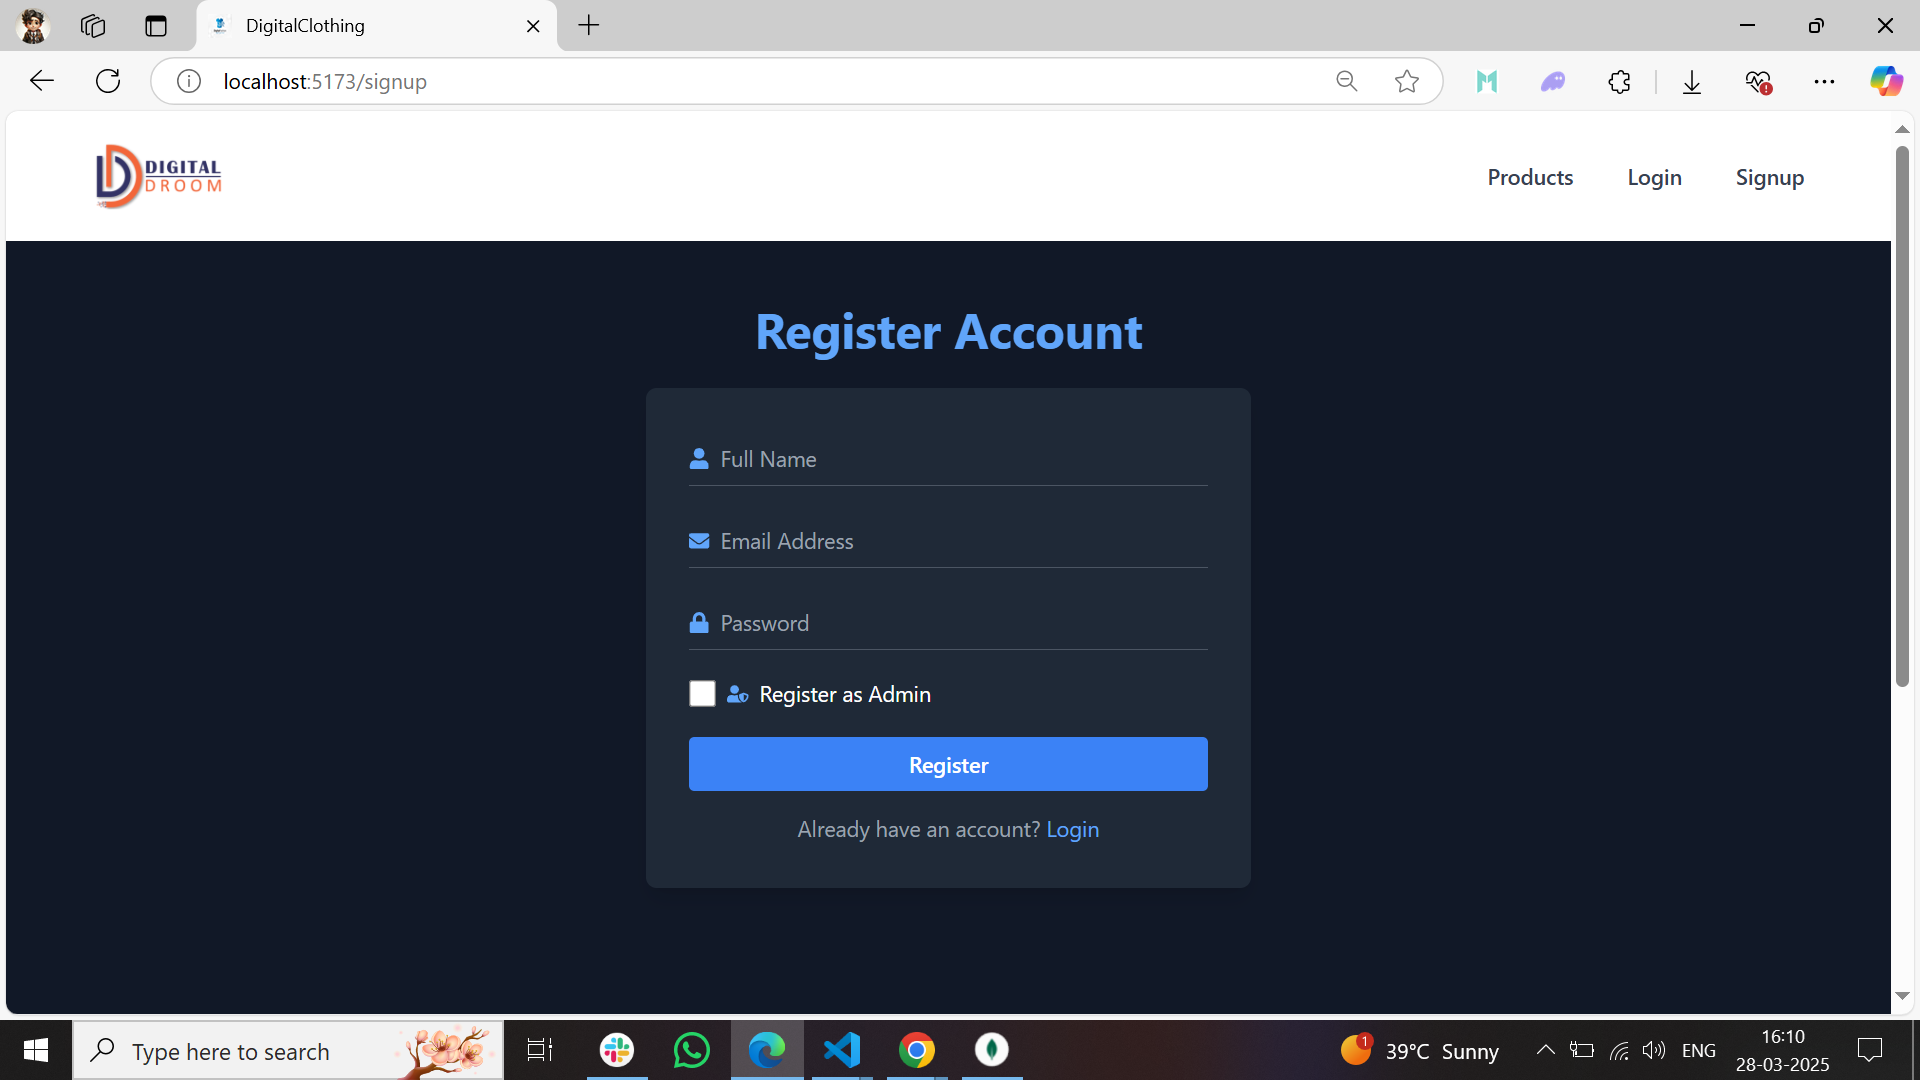 DigitalClothing
localhost:5173/signup
DIGITAL
DROOM
Products
Login
Signup
Register Account
Full Name
Email Address
Password
Register as Admin
Register
Already have an account? Login
Type here to search
1
39°C Sunny
ENG
16:10
28-03-2025